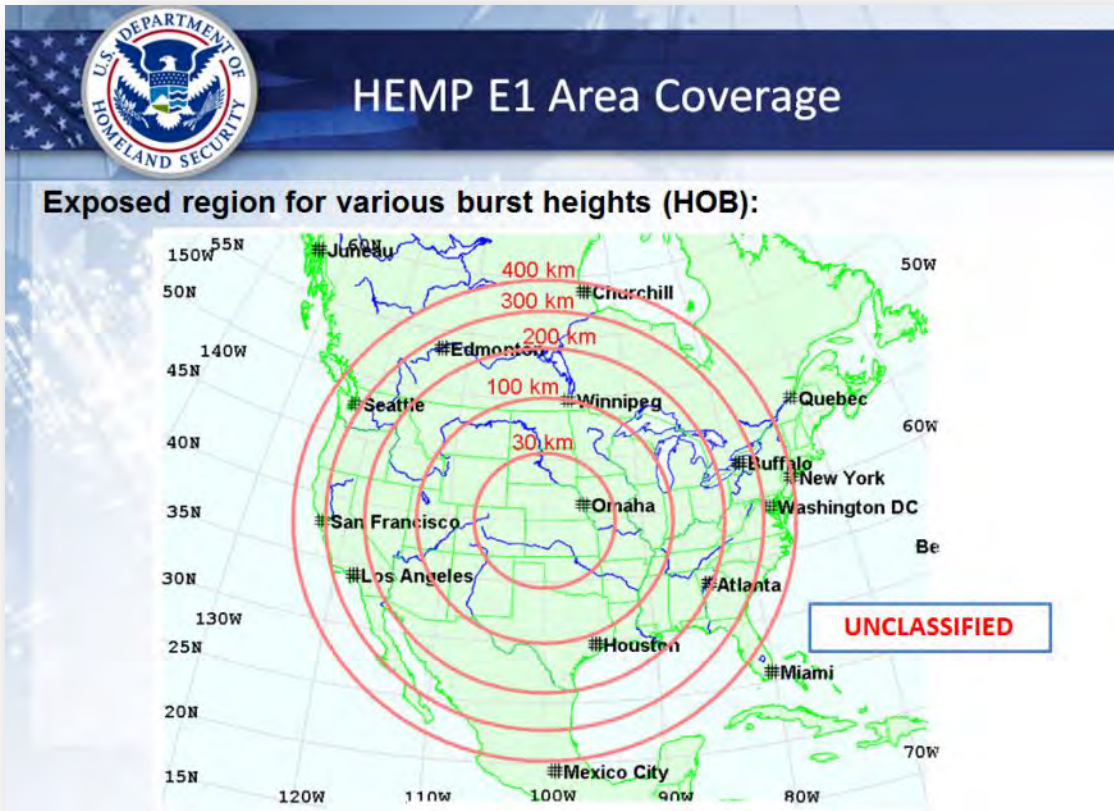 U.S. DEPARTMENT OF
HOMELAND SECURITY
HEMP E1 Area Coverage
Exposed region for various burst heights (HOB):
150W 55N 60N
Juneau
50W
400 km
50N
Churchill
300 km
200 km
140W
Edmonton
45N
100 km
Seattle
Winnipeg
Quebec
60W
40N
30 km
Buffalo
New York
35N
Omaha
Washington DC
San Francisco
Be
30N
Los Angeles
Atlanta
130W
UNCLASSIFIED
25N
Houston
Miami
20N
70W
15N
Mexico City
120W 110W 100W 90W 80W